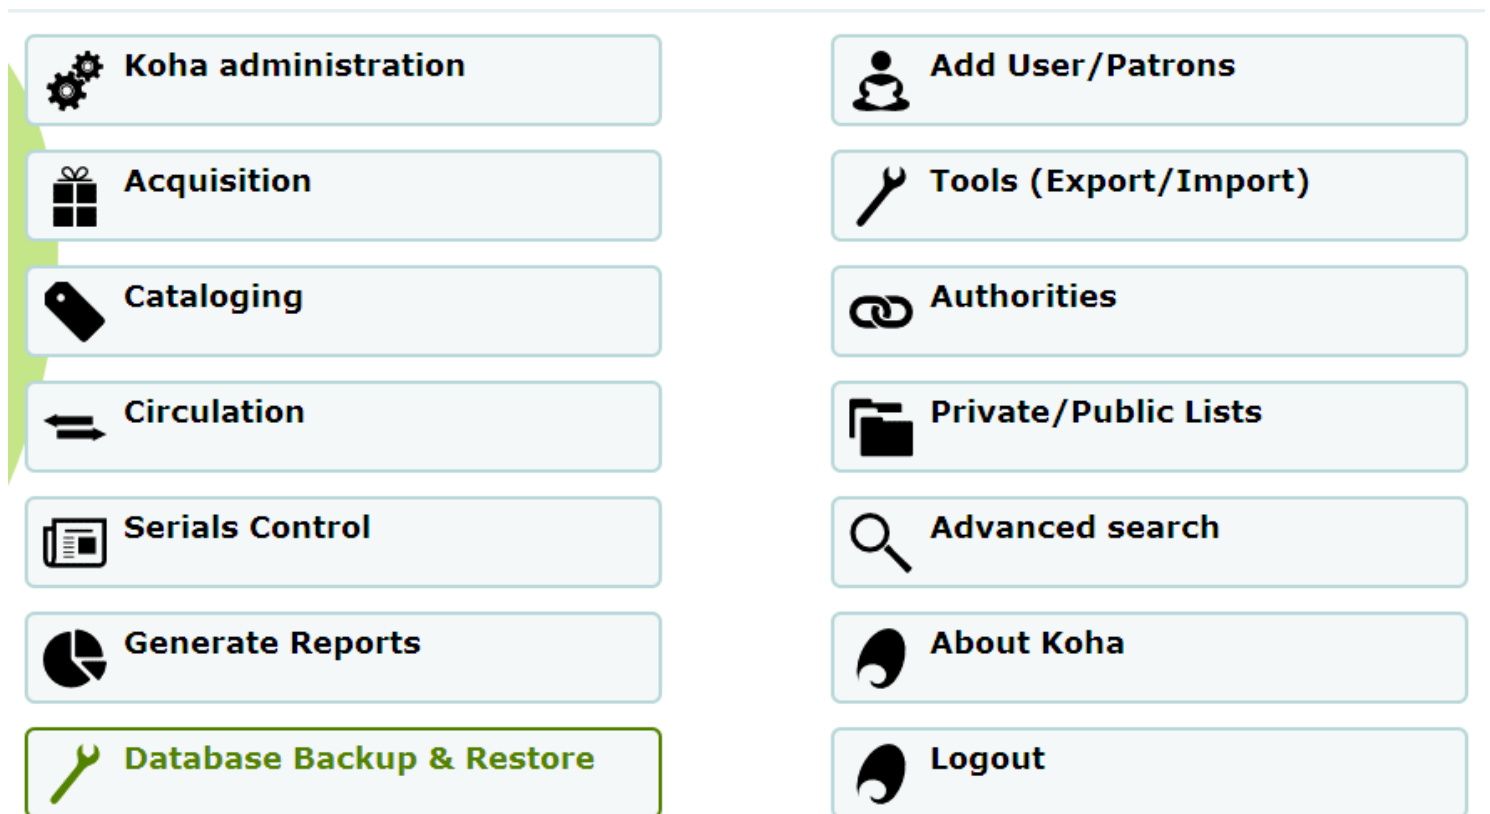 Koha administration
Add User/Patrons
Acquisition
Tools (Export/Import)
Cataloging
Authorities
Circulation
Private/Public Lists
Serials Control
Advanced search
Generate Reports
About Koha
Database Backup & Restore
Logout